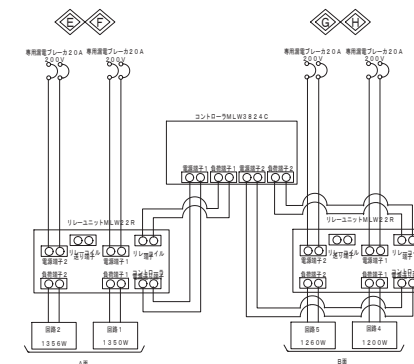 E F
G H
専用漏電ブレーカ20A 専用漏電ブレーカ20A
200V 200V
専用漏電ブレーカ20A 専用漏電ブレーカ20A
200V 200V
コントローラMLW3824C
電源端子1 負荷端子1 電源端子2 負荷端子2
リレーユニットMLW22R
送り端子
リレーコイル
端子
電源端子2
電源端子1
負荷端子2
負荷端子1
回路2
1356W
回路1
1350W
A面
リレーユニットMLW22R
送り端子
電源端子2
電源端子1
負荷端子2
負荷端子1
回路5
1260W
回路4
1200W
B面